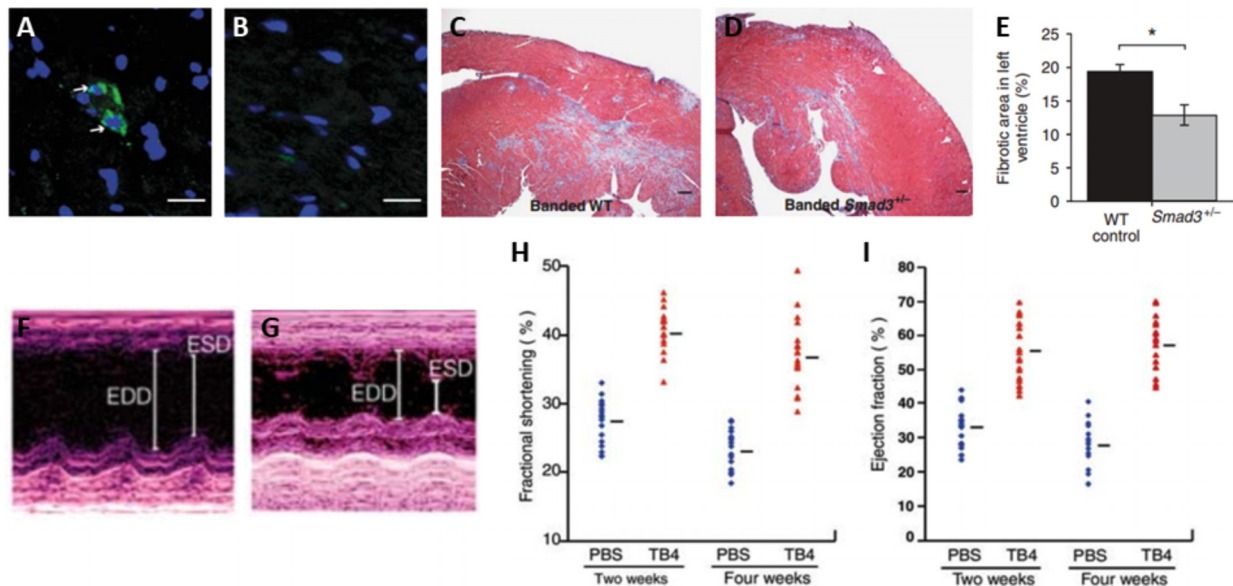 A
B
C
Banded WT
D
Banded Smad3+/–
E
Fibrotic area in left
ventricle (%)
25
20
15
10
5
0
*
WT
control
Smad3+/–
F
EDD
ESD
G
EDD
ESD
H
Fractional shortening (%)
50
40
30
20
10
PBS TB4 PBS TB4
Two weeks Four weeks
I
Ejection fraction (%)
80
70
60
50
40
30
20
10
0
PBS TB4 PBS TB4
Two weeks Four weeks